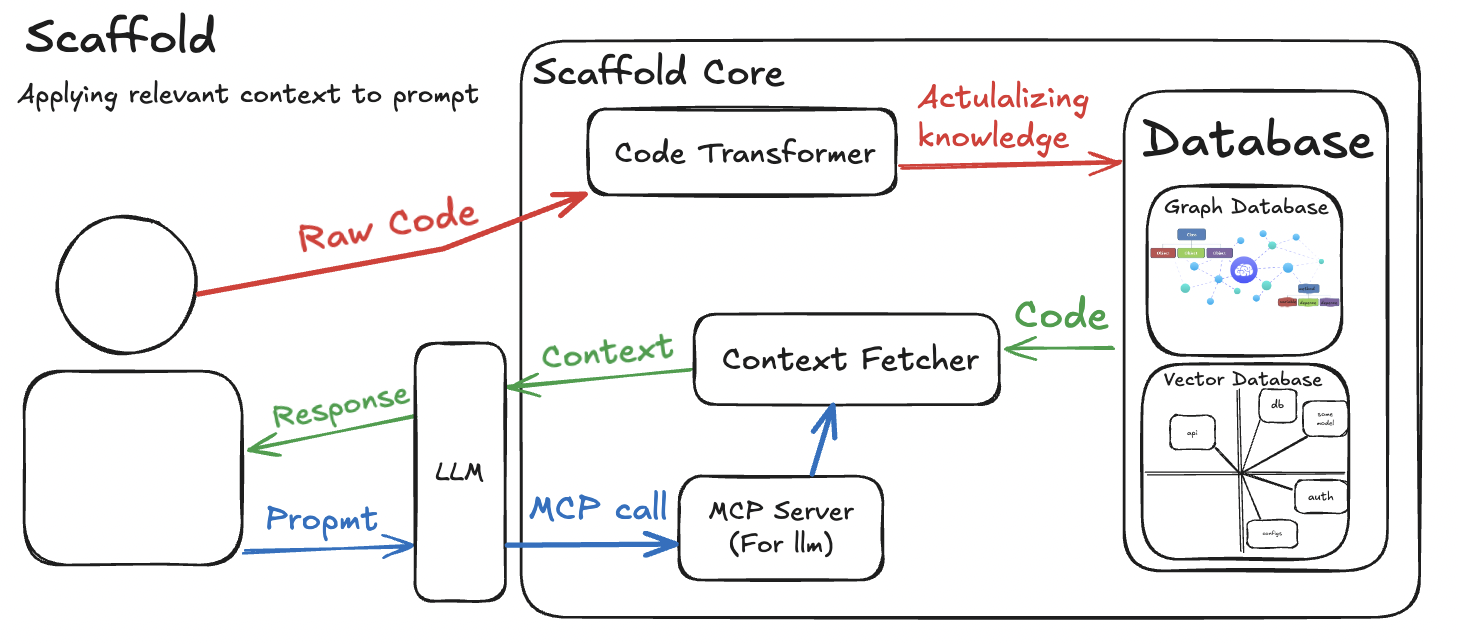 Scaffold
Applying relevant context to prompt
Scaffold Core
Code Transformer
Actulalizing
knowledge
Database
Raw Code
Graph Database
Class
Code
Context
Context Fetcher
Response
Vector Database
db
some
model
api
auth
configs
LLM
Propmt
MCP call
MCP Server
(For llm)